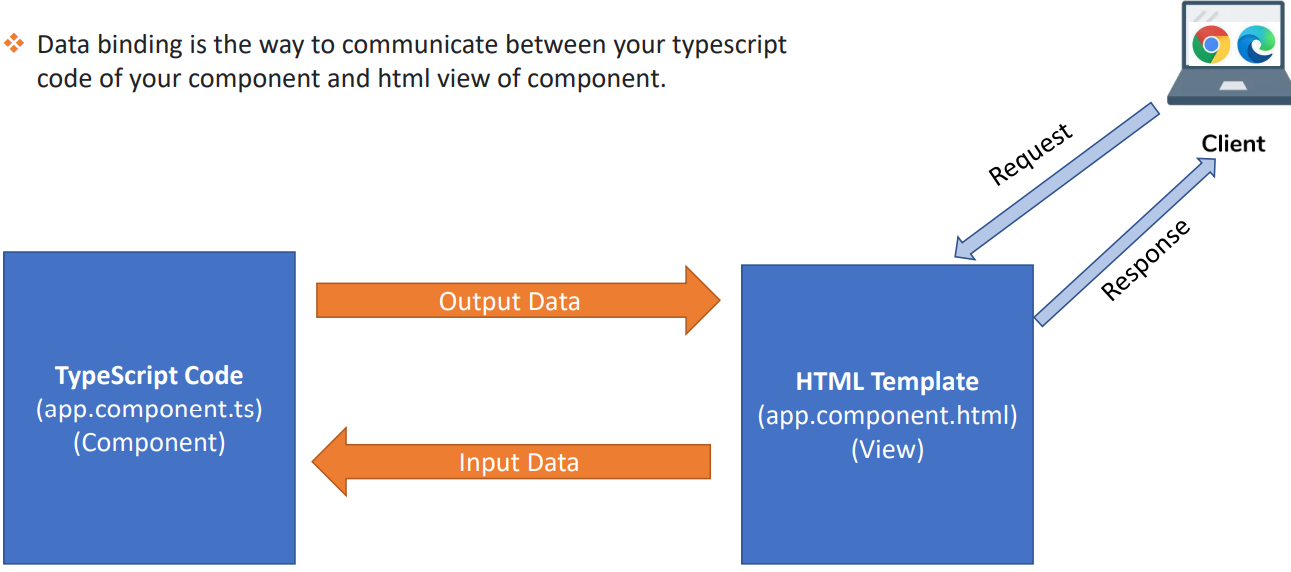 Data binding is the way to communicate between your typescript
code of your component and html view of component.
Request
Client
Response
Output Data
TypeScript Code
(app.component.ts)
(Component)
HTML Template
(app.component.html)
(View)
Input Data